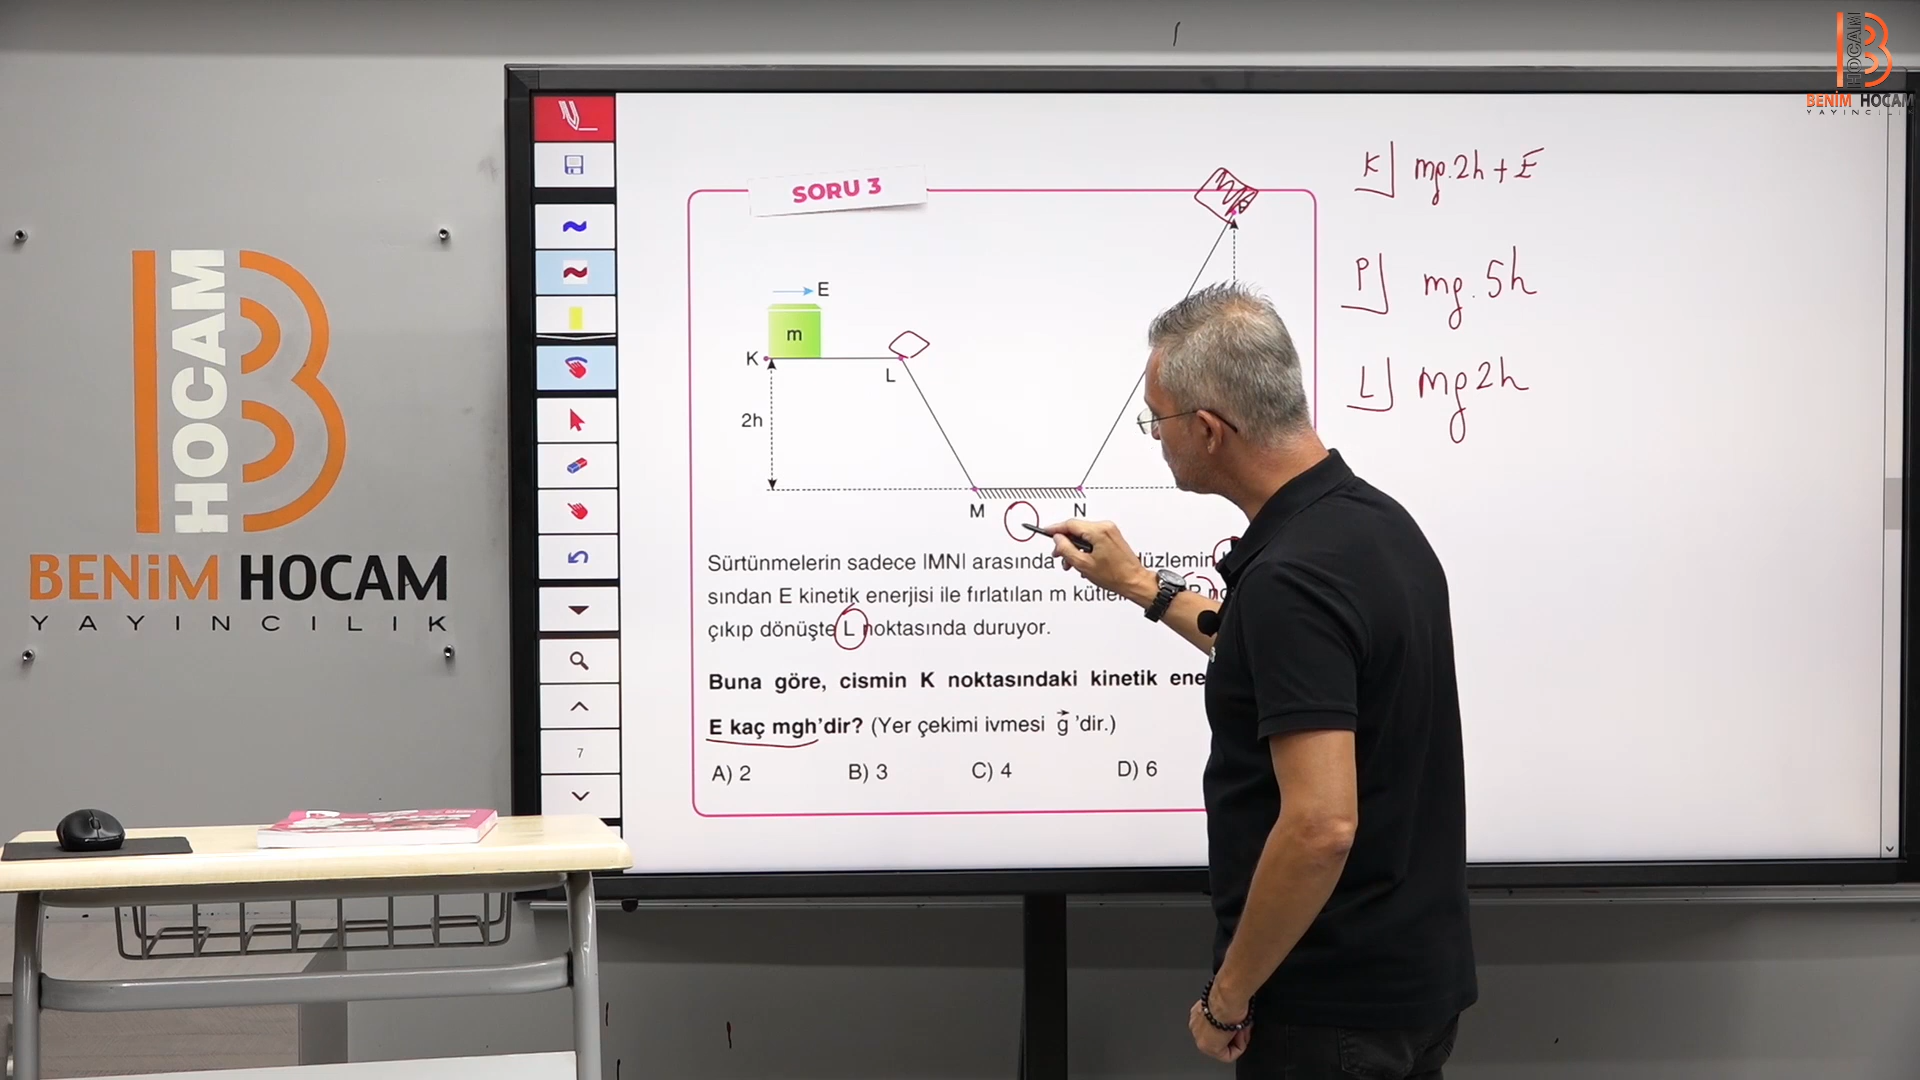 BENİM HOCAM
YAYINCILIK
HOCAM
BENİM HOCAM
YAYINCILIK
SORU 3
E
m
K
L
2h
M
N
K mg.2h+E
P mg.5h
L mg2h
Sürtünmelerin sadece |MN| arasında düzlemin
sından E kinetik enerjisi ile fırlatılan m
çıkıp dönüşte L noktasında duruyor.
Buna göre, cismin K noktasındaki kinetik ene
E kaç mgh'dir? (Yer çekimi ivmesi g 'dir.)
A) 2 B) 3 C) 4 D) 6
7